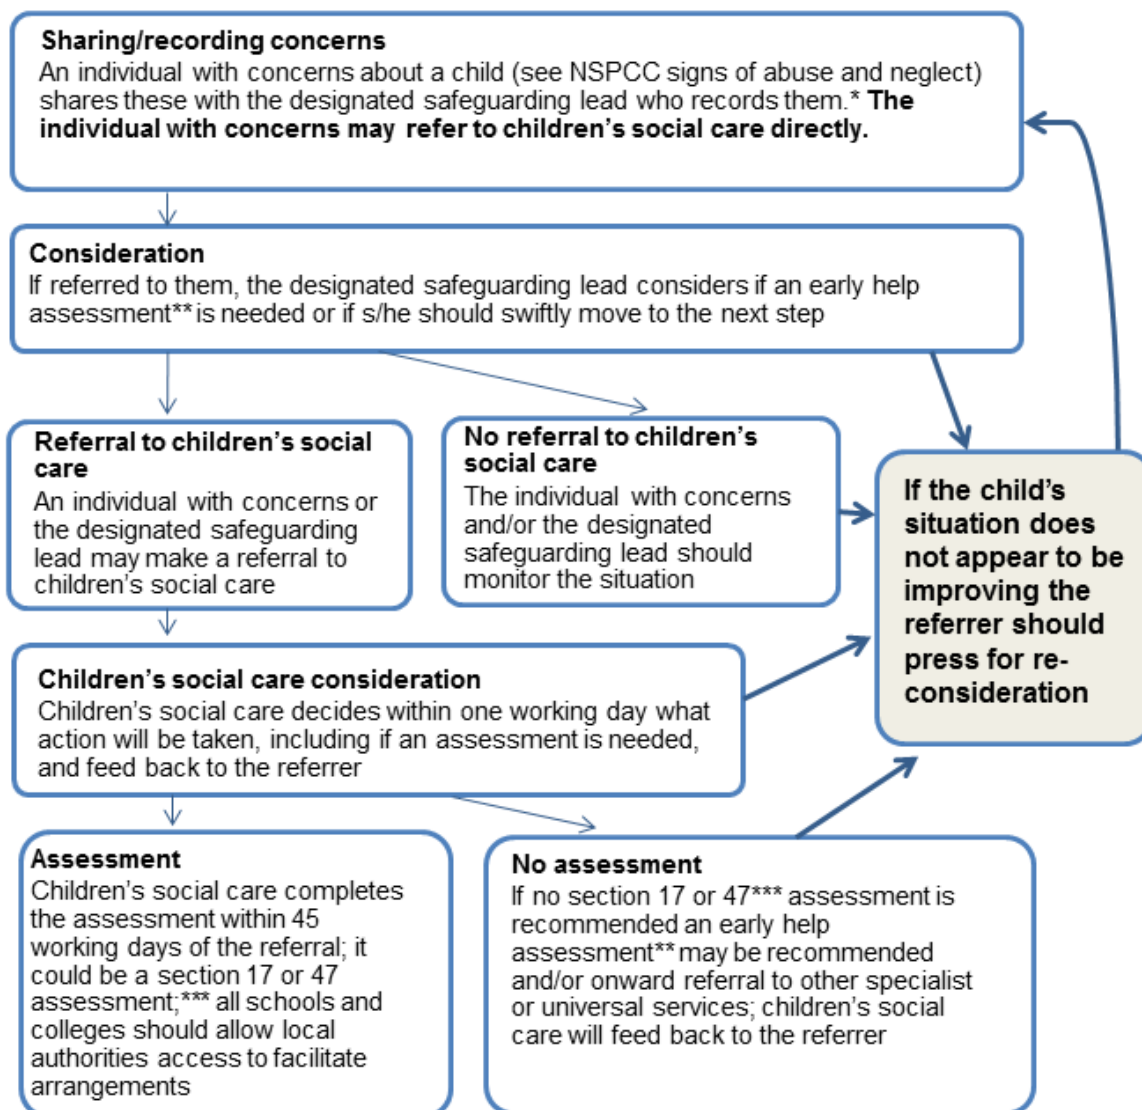 Sharing/recording concerns
An individual with concerns about a child (see NSPCC signs of abuse and neglect)
shares these with the designated safeguarding lead who records them.* The
individual with concerns may refer to children's social care directly.
Consideration
If referred to them, the designated safeguarding lead considers if an early help
assessment** is needed or if s/he should swiftly move to the next step
Referral to children's social
care
An individual with concerns or
the designated safeguarding
lead may make a referral to
children's social care
No referral to children's
social care
The individual with concerns
and/or the designated
safeguarding lead should
monitor the situation
If the child's
situation does
not appear to be
improving the
referrer should
press for re-
consideration
Children's social care consideration
Children's social care decides within one working day what
action will be taken, including if an assessment is needed,
and feed back to the referrer
Assessment
Children's social care completes
the assessment within 45
working days of the referral; it
could be a section 17 or 47
assessment;*** all schools and
colleges should allow local
authorities access to facilitate
arrangements
No assessment
If no section 17 or 47*** assessment is
recommended an early help
assessment** may be recommended
and/or onward referral to other specialist
or universal services; children's social
care will feed back to the referrer